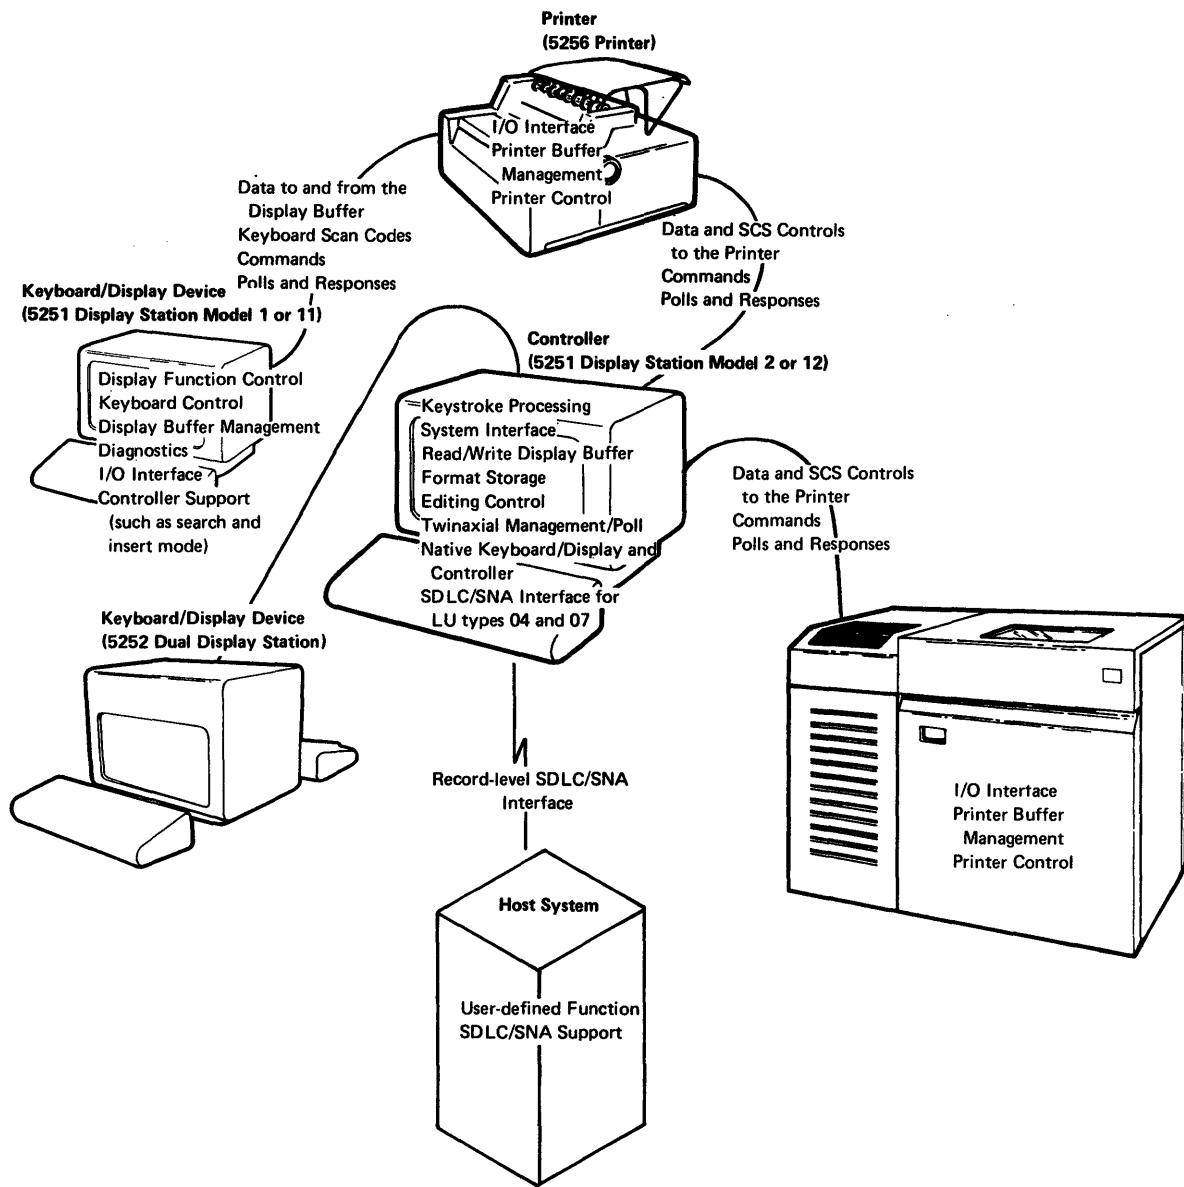 Printer
(5256 Printer)
I/O Interface
Printer Buffer
Management
Printer Control
Data to and from the
Display Buffer
Keyboard Scan Codes
Commands
Polls and Responses
Data and SCS Controls
to the Printer
Commands
Polls and Responses
Keyboard/Display Device
(5251 Display Station Model 1 or 11)
Display Function Control
Keyboard Control
Display Buffer Management
Diagnostics
I/O Interface
Controller Support
(such as search and
insert mode)
Controller
(5251 Display Station Model 2 or 12)
Keystroke Processing
System Interface
Read/Write Display Buffer
Format Storage
Editing Control
Twinaxial Management/Poll
Native Keyboard/Display and
Controller
SDLC/SNA Interface for
LU types 04 and 07
Data and SCS Controls
to the Printer
Commands
Polls and Responses
Keyboard/Display Device
(5252 Dual Display Station)
Record-level SDLC/SNA
Interface
I/O Interface
Printer Buffer
Management
Printer Control
Host System
User-defined Function
SDLC/SNA Support